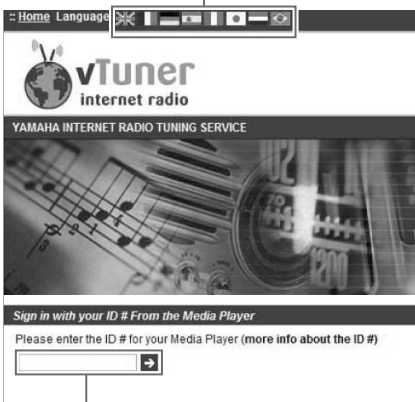 :: Home Language
vTuner
internet radio
YAMAHA INTERNET RADIO TUNING SERVICE
Sign in with your ID # From the Media Player
Please enter the ID # for your Media Player (more info about the ID #)